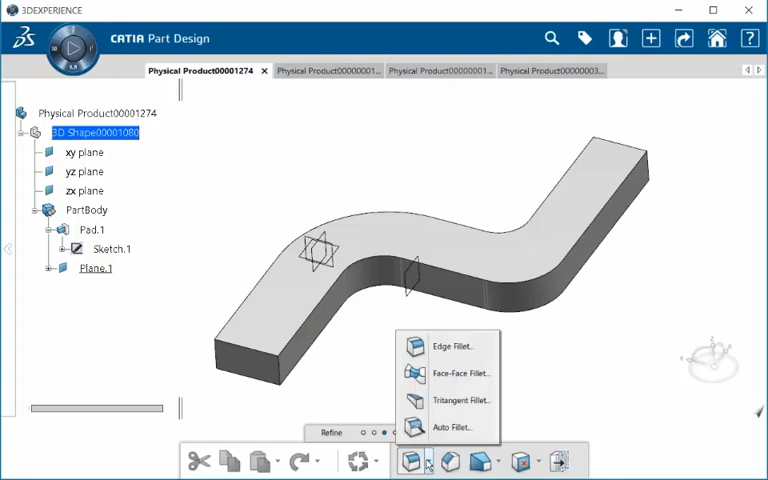 3DEXPERIENCE
CATIA Part Design
Physical Product00001274
Physical Product00000001...
Physical Product00000001...
Physical Product00000003...
Physical Product00001274
3D Shape00001080
xy plane
yz plane
zx plane
PartBody
Pad.1
Sketch.1
Plane.1
Edge Fillet...
Face-Face Fillet...
Tritangent Fillet...
Auto Fillet...
Refine